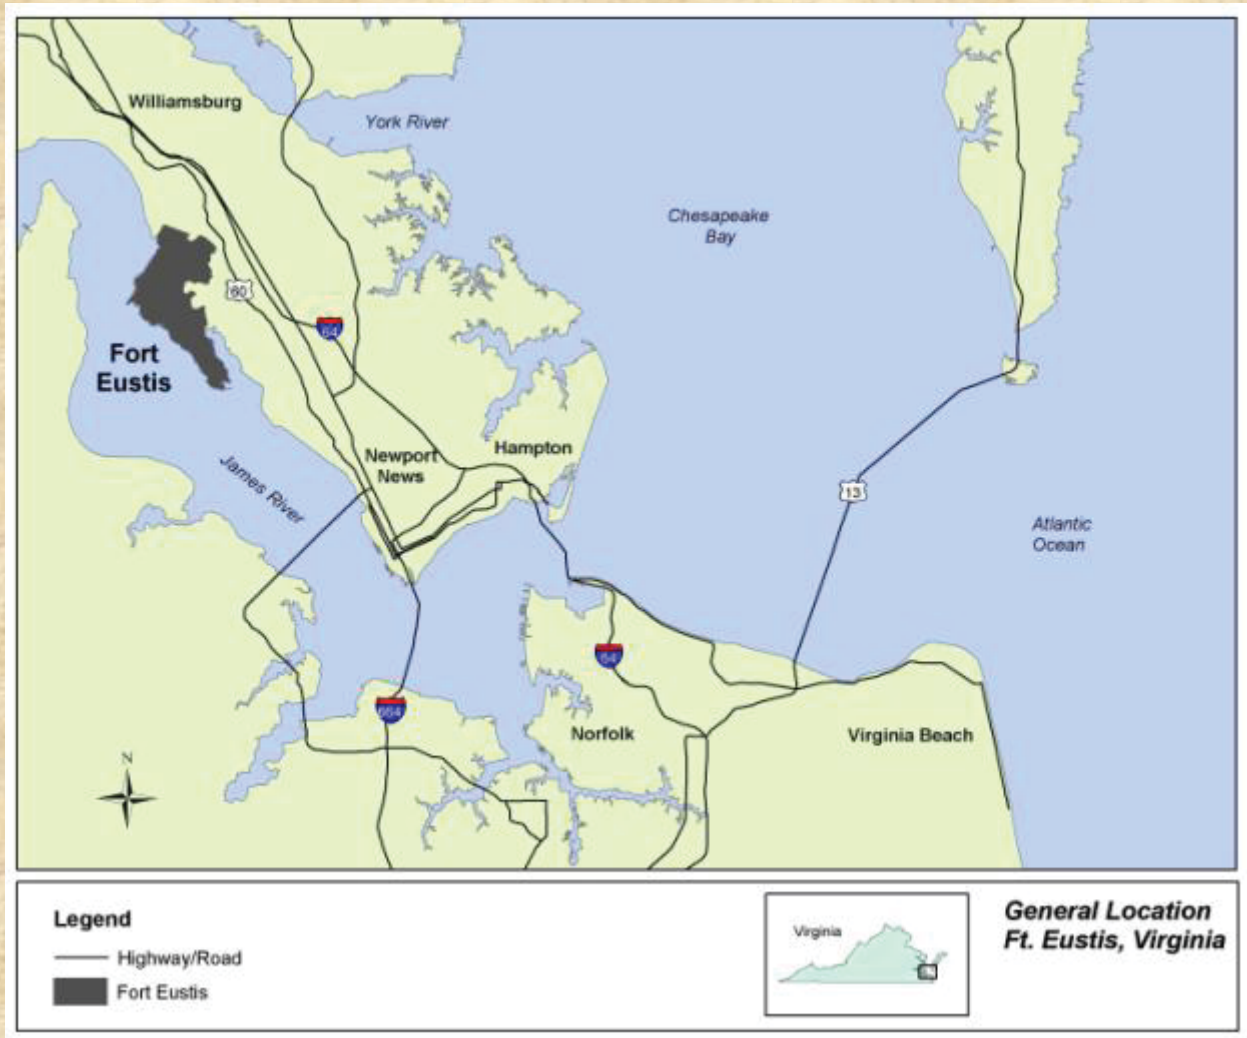 Williamsburg
York River
Chesapeake
Bay
60
64
Fort
Eustis
Newport
News
Hampton
James River
13
Atlantic
Ocean
64
664
Norfolk
Virginia Beach
N
Legend
Highway/Road
Fort Eustis
Virginia
General Location
Ft. Eustis, Virginia